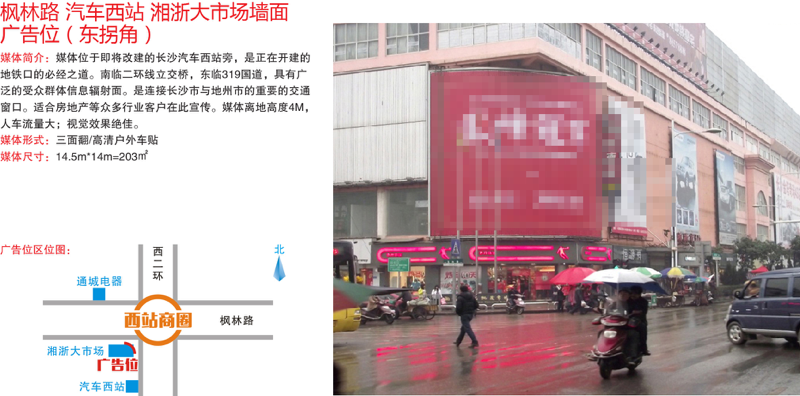 枫林路 汽车西站 湘浙大市场墙面
广告位（东拐角）
媒体简介：媒体位于即将改建的长沙汽车西站旁，是正在开建的
地铁口的必经之道。南临二环线立交桥，东临319国道，具有广
泛的受众群体信息辐射面。是连接长沙市与地州市的重要的交通
窗口。适合房地产等众多行业客户在此宣传。媒体离地高度4M，
人车流量大；视觉效果绝佳。
媒体形式：三面翻/高清户外车贴
媒体尺寸：14.5m*14m=203㎡
广告位区位图：
西二环
北
通城电器
西站商圈
枫林路
湘浙大市场
广告位
汽车西站